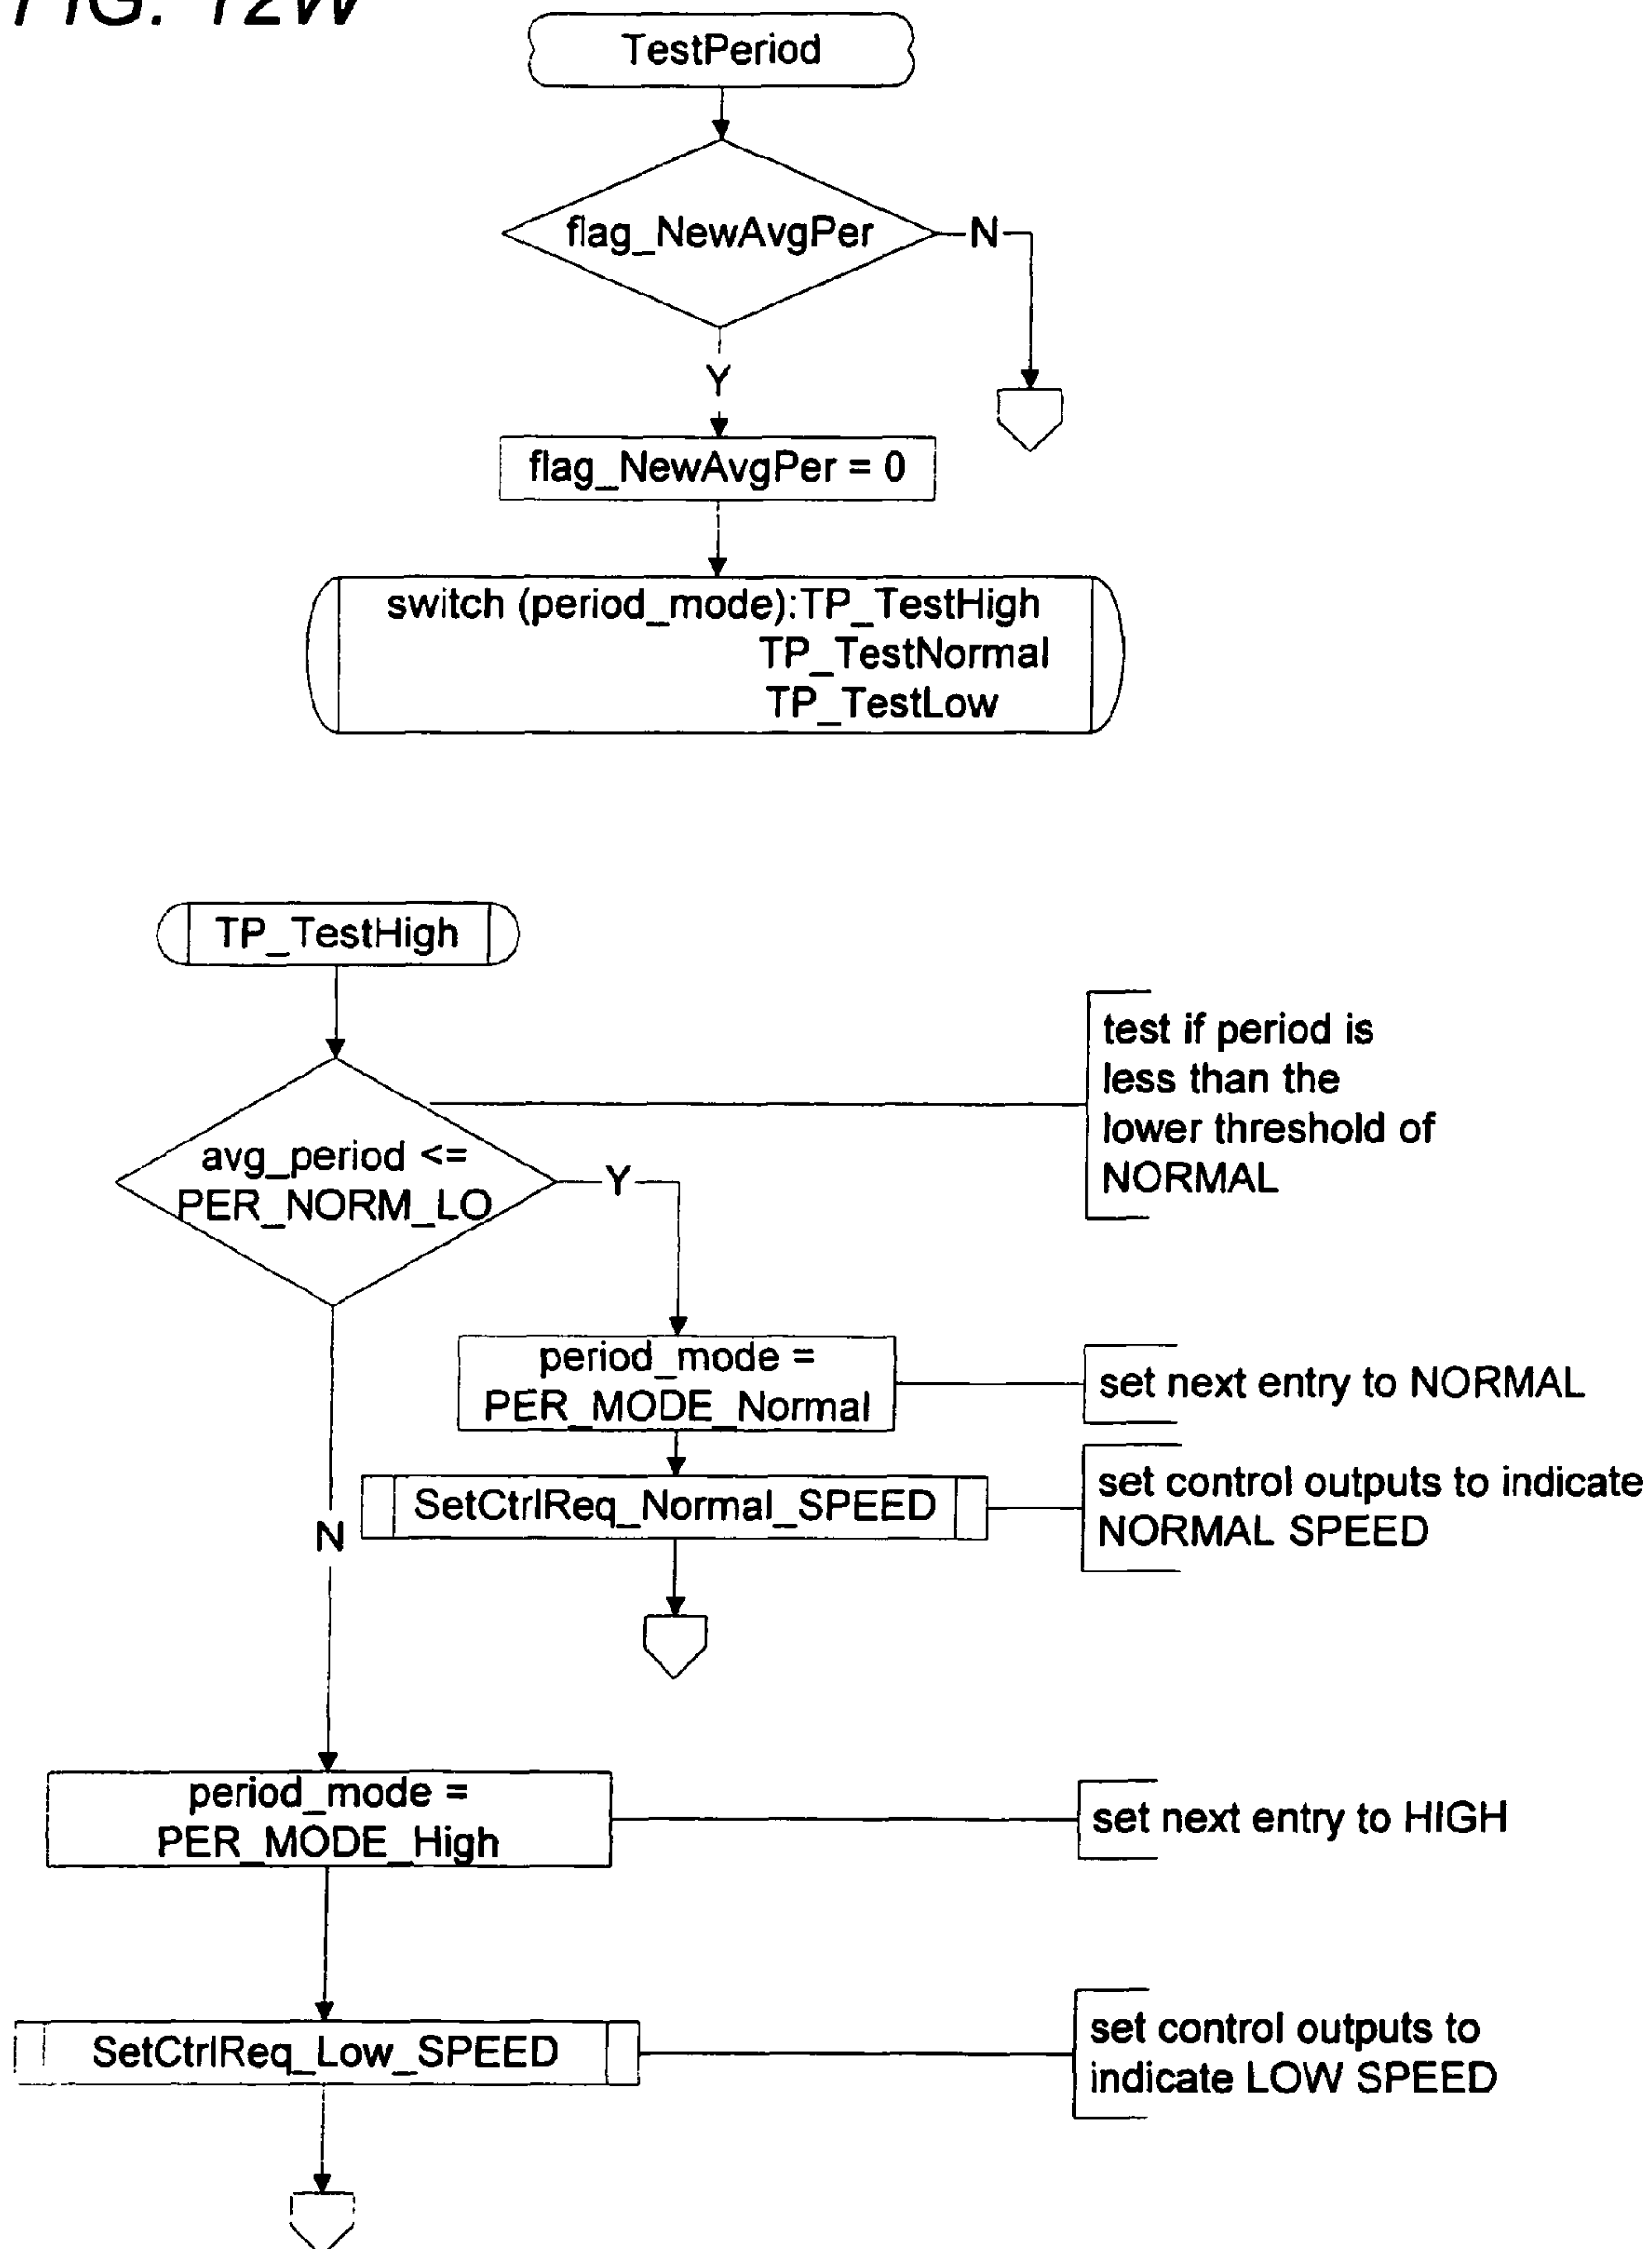 FIG. 12W
TestPeriod
flag_NewAvgPer
N
Y
flag_NewAvgPer = 0
switch (period_mode):TP_TestHigh
TP_TestNormal
TP_TestLow
TP_TestHigh
test if period is
less than the
lower threshold of
NORMAL
avg_period <=
PER_NORM_LO
Y
period_mode =
PER_MODE_Normal
set next entry to NORMAL
SetCtrlReq_Normal_SPEED
set control outputs to indicate
NORMAL SPEED
N
period_mode =
PER_MODE_High
set next entry to HIGH
SetCtrlReq_Low_SPEED
set control outputs to
indicate LOW SPEED